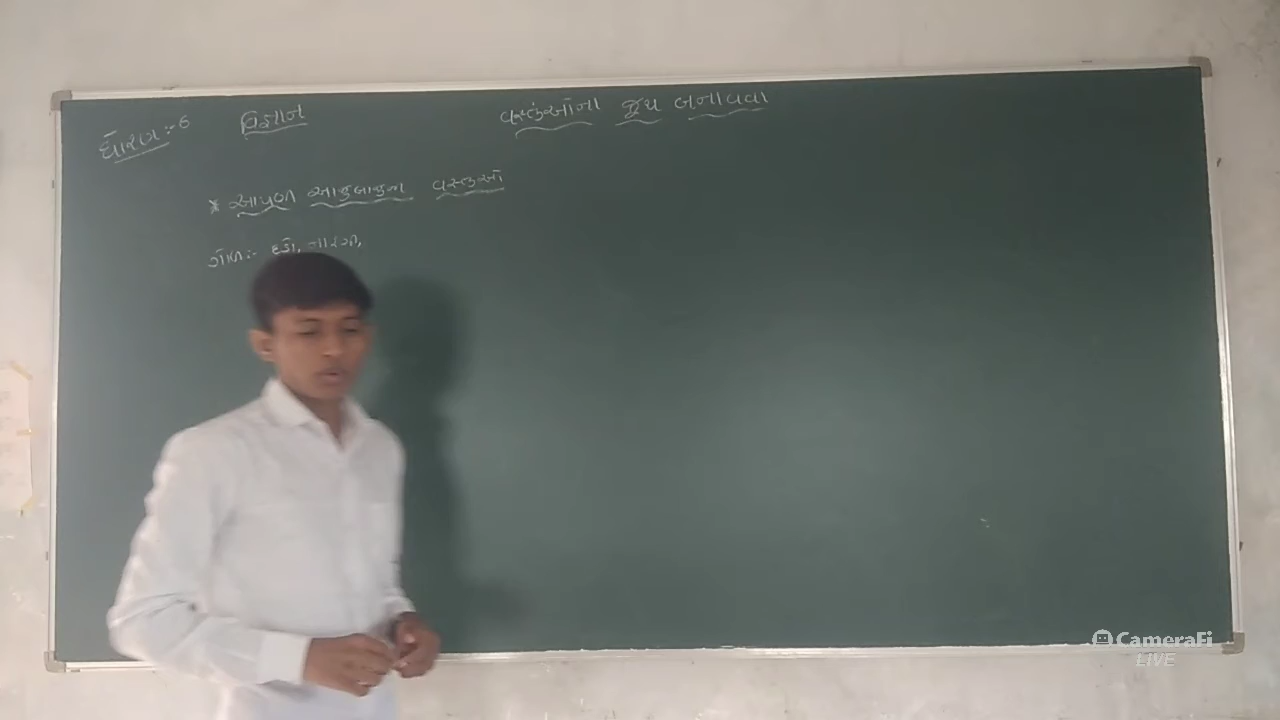 ધોરણ :- 6 વિજ્ઞાન વસ્તુઓના જૂથ બનાવવા
* આપણી આજુબાજુની વસ્તુઓ
ગોળ :- દડો, નારંગી,
CameraFi
LIVE